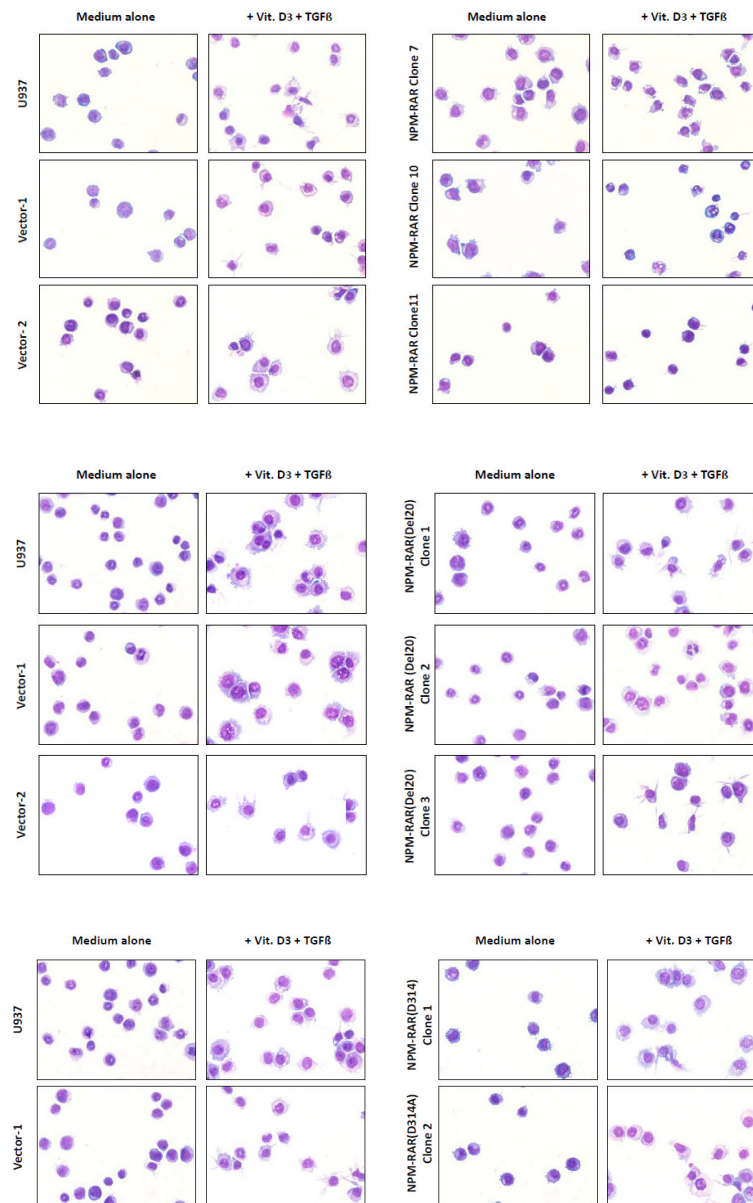 Medium alone
+ Vit. D3 + TGFß
Medium alone
+ Vit. D3 + TGFß
U937
NPM-RAR Clone 7
Vector-1
NPM-RAR Clone 10
Vector- 2
NPM-RAR Clone11
Medium alone
+ Vit. D3 + TGFß
Medium alone
+ Vit. D3 + TGFß
U937
NPM-RAR(Del20)
Clone 1
Vector-1
NPM-RAR (Del20)
Clone 2
Vector-2
NPM-RAR(Del20)
Clone 3
Medium alone
+ Vit. D3 + TGFß
Medium alone
+ Vit. D3 + TGFß
U937
NPM-RAR(D314)
Clone 1
Vector-1
NPM-RAR(D314A)
Clone 2